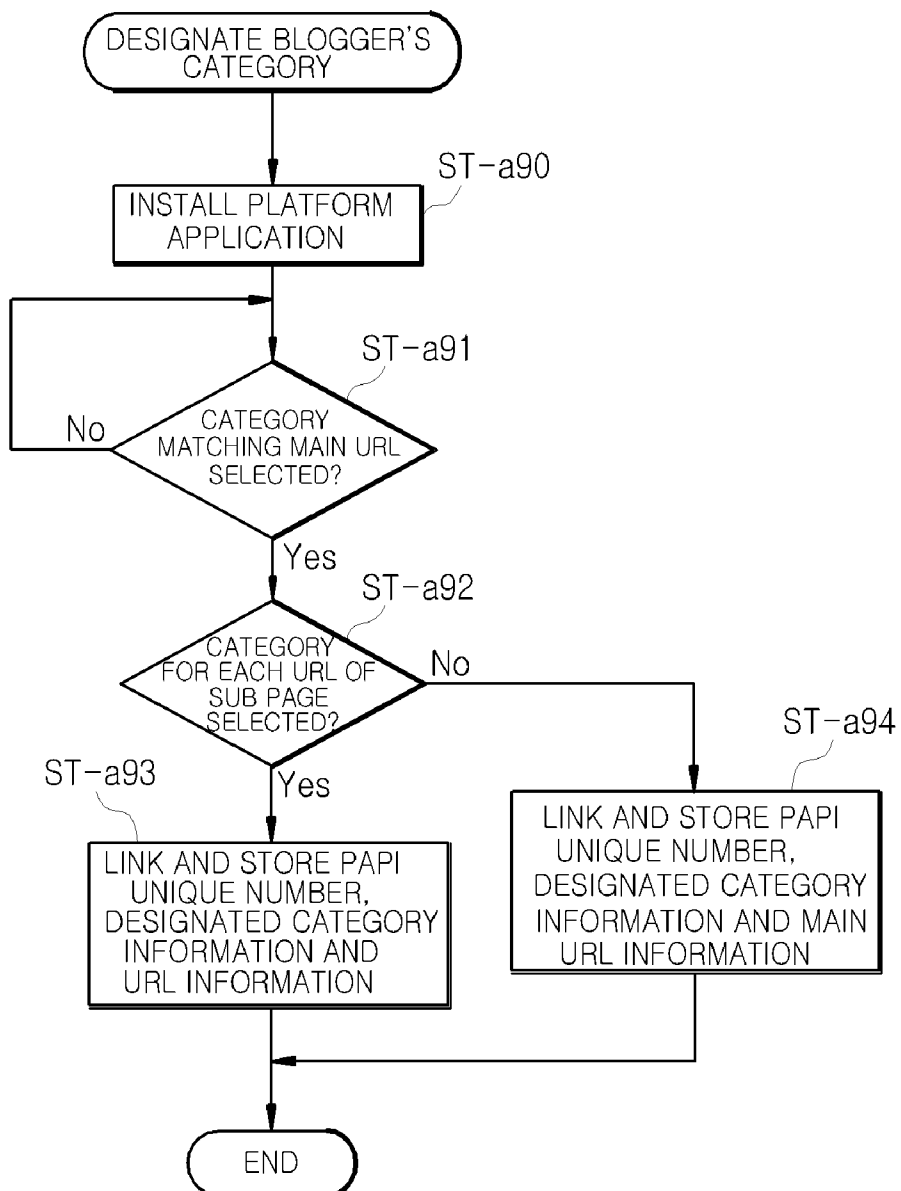 DESIGNATE BLOGGER'S
CATEGORY
ST-a90
INSTALL PLATFORM
APPLICATION
ST-a91
CATEGORY
MATCHING MAIN URL
SELECTED?
No
Yes
ST-a92
CATEGORY
FOR EACH URL OF
SUB PAGE
SELECTED?
No
Yes
ST-a93
LINK AND STORE PAPI
UNIQUE NUMBER,
DESIGNATED CATEGORY
INFORMATION AND
URL INFORMATION
ST-a94
LINK AND STORE PAPI
UNIQUE NUMBER,
DESIGNATED CATEGORY
INFORMATION AND MAIN
URL INFORMATION
END